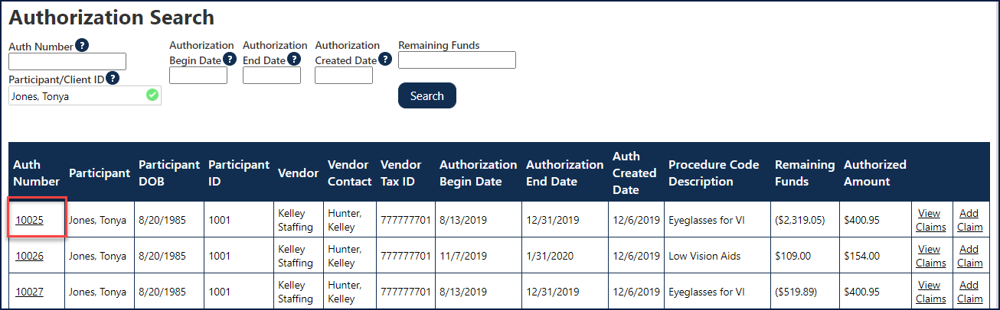 Authorization Search
Auth Number ?
Participant/Client ID ?
Jones, Tonya
Authorization
Begin Date ?
Authorization
End Date ?
Authorization
Created Date ?
Remaining Funds
Search
Auth
Number
Participant
Participant
DOB
Participant
ID
Vendor
Vendor
Contact
Vendor
Tax ID
Authorization
Begin Date
Authorization
End Date
Auth
Created
Date
Procedure Code
Description
Remaining
Funds
Authorized
Amount
10025
Jones, Tonya
8/20/1985
1001
Kelley
Staffing
Hunter,
Kelley
777777701
8/13/2019
12/31/2019
12/6/2019
Eyeglasses for VI
($2,319.05)
$400.95
View
Claims
Add
Claim
10026
Jones, Tonya
8/20/1985
1001
Kelley
Staffing
Hunter,
Kelley
777777701
11/7/2019
1/31/2020
12/6/2019
Low Vision Aids
$109.00
$154.00
View
Claims
Add
Claim
10027
Jones, Tonya
8/20/1985
1001
Kelley
Staffing
Hunter,
Kelley
777777701
8/13/2019
12/31/2019
12/6/2019
Eyeglasses for VI
($519.89)
$400.95
View
Claims
Add
Claim